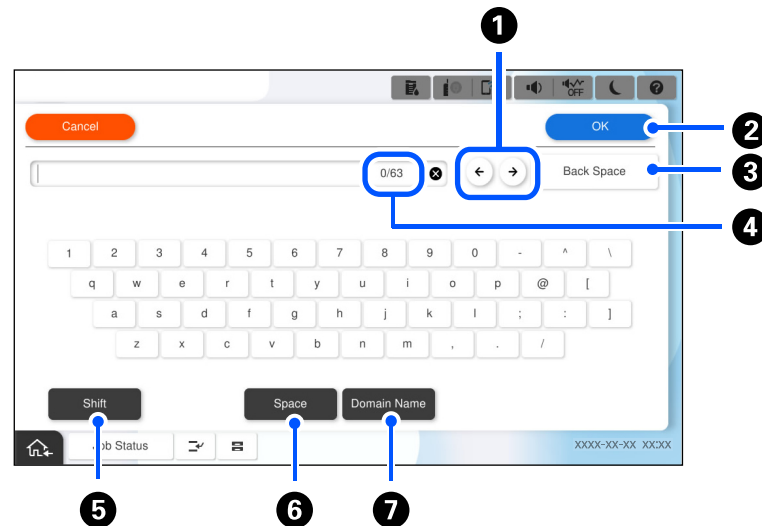 1
OFF
?
Cancel
OK
2
0/63
Back Space
3
4
1 2 3 4 5 6 7 8 9 0 - ^ \
q w e r t y u i o p @ [
a s d f g h j k l ; : ]
z x c v b n m , . /
Shift
Space
Domain Name
Status
XXXX-XX-XX XX:XX
5
6
7